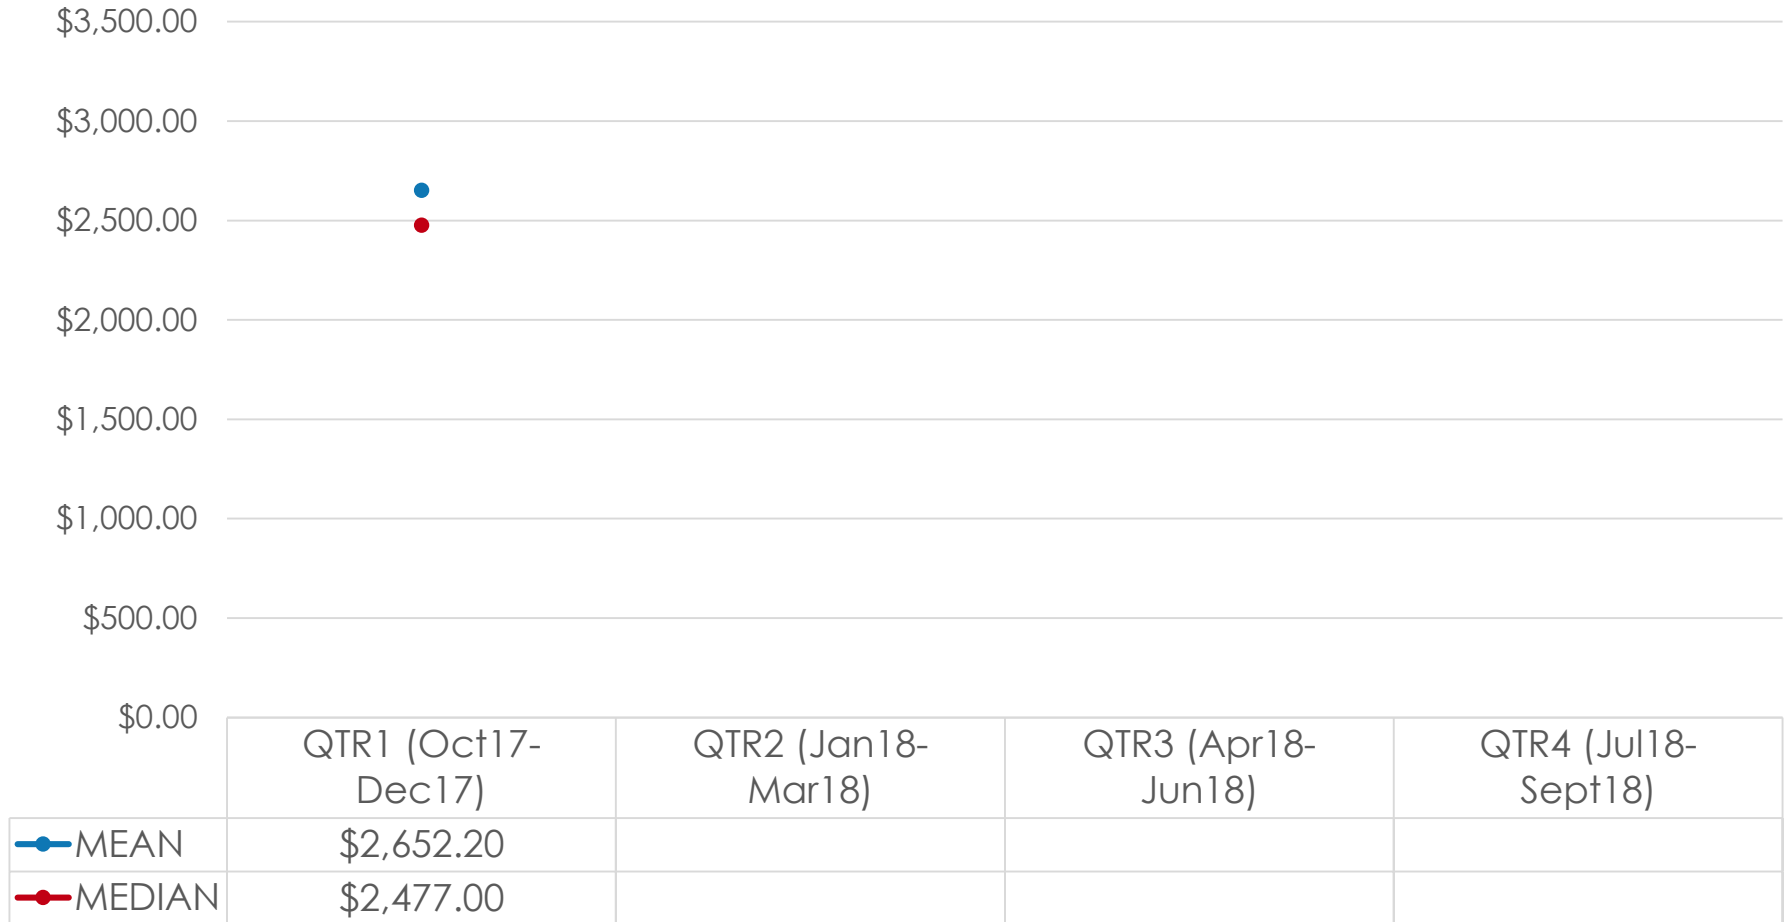 $3,500.00
$3,000.00
$2,500.00
$2,000.00
$1,500.00
$1,000.00
$500.00
$0.00
QTR1 (Oct17-
Dec17)
QTR2 (Jan18-
Mar18)
QTR3 (Apr18-
Jun18)
QTR4 (Jul18-
Sept18)
MEAN $2,652.20
MEDIAN $2,477.00